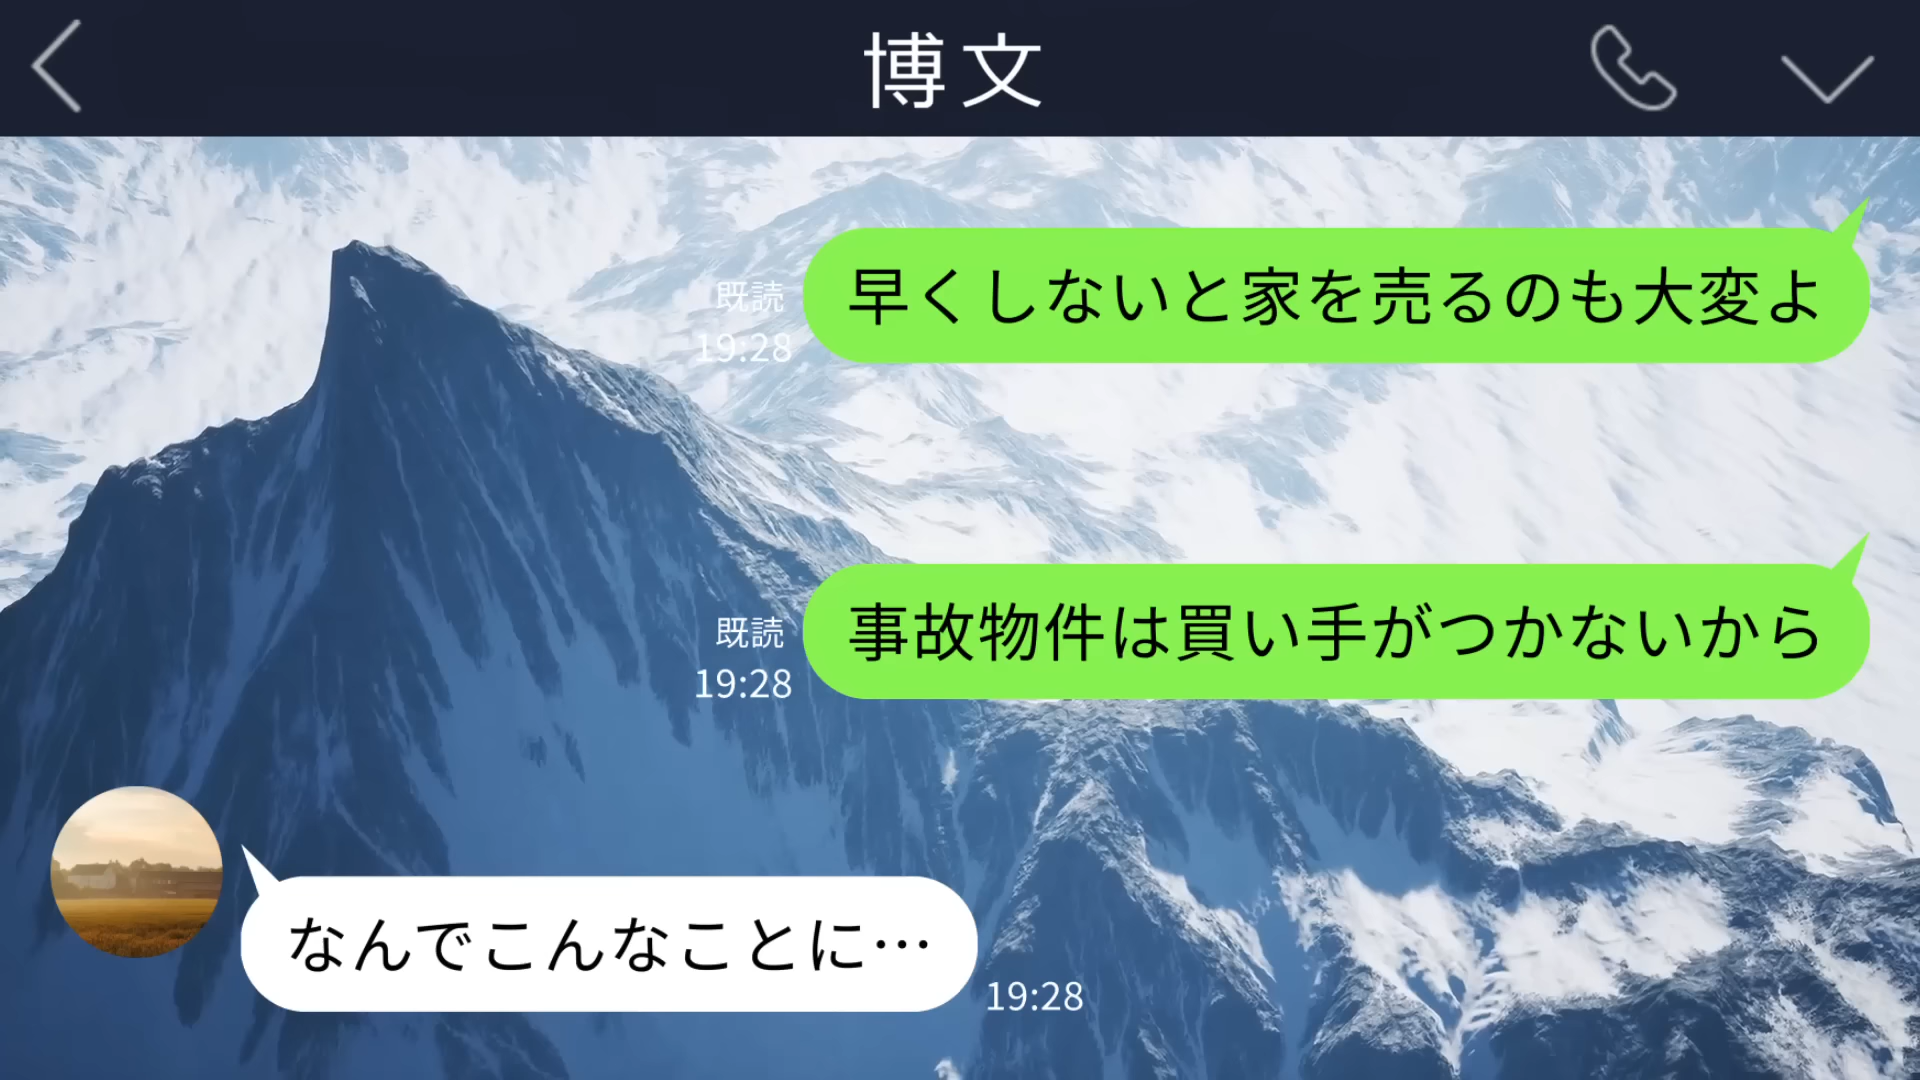 博文
早くしないと家を売るのも大変よ
既読
19:28
事故物件は買い手がつかないから
既読
19:28
なんでこんなことに…
19:28